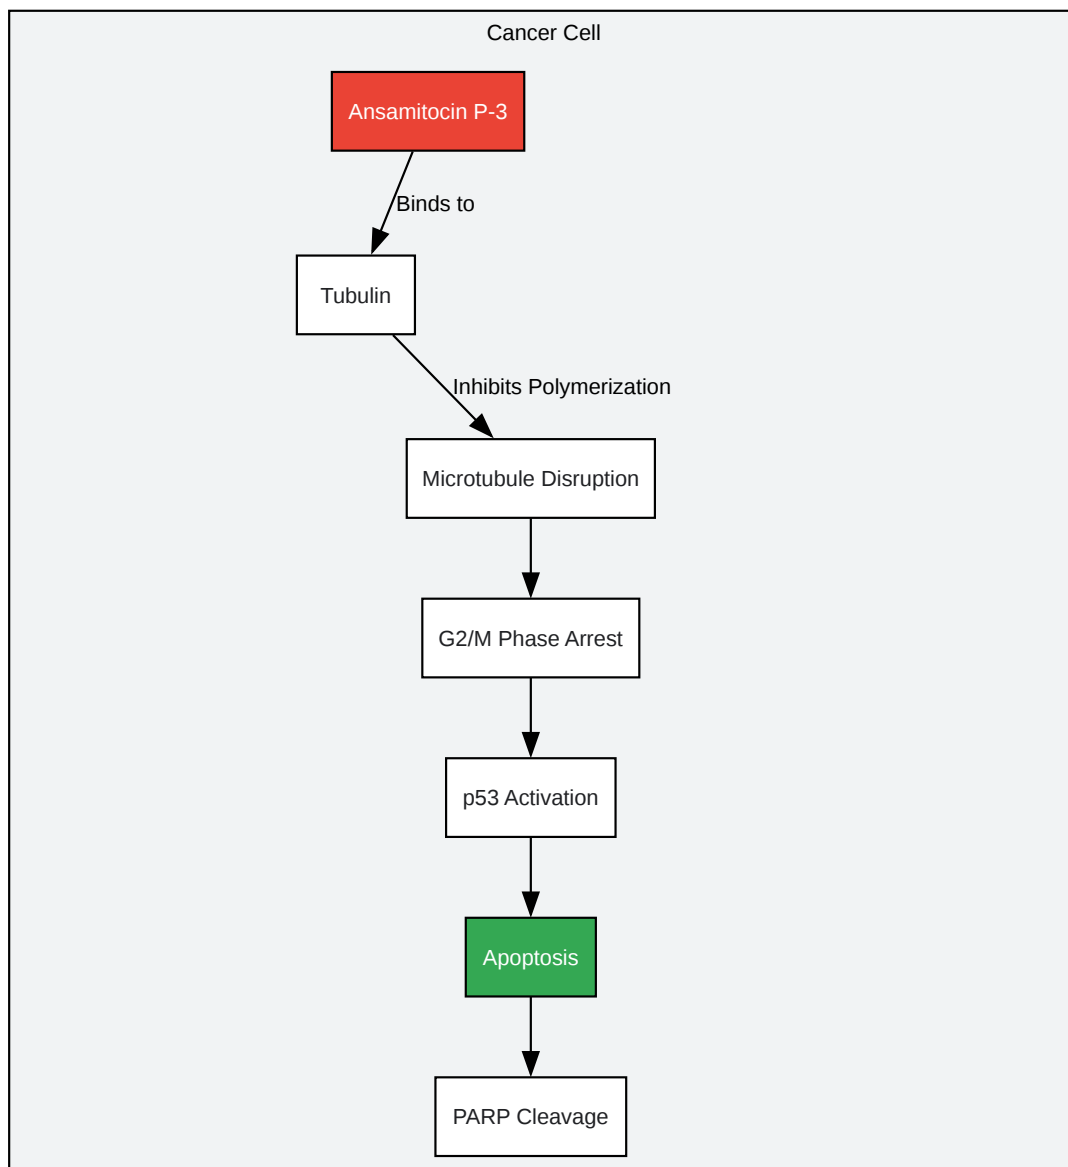 Cancer Cell
Ansamitocin P-3
Binds to
Tubulin
Inhibits Polymerization
Microtubule Disruption
G2/M Phase Arrest
p53 Activation
Apoptosis
PARP Cleavage